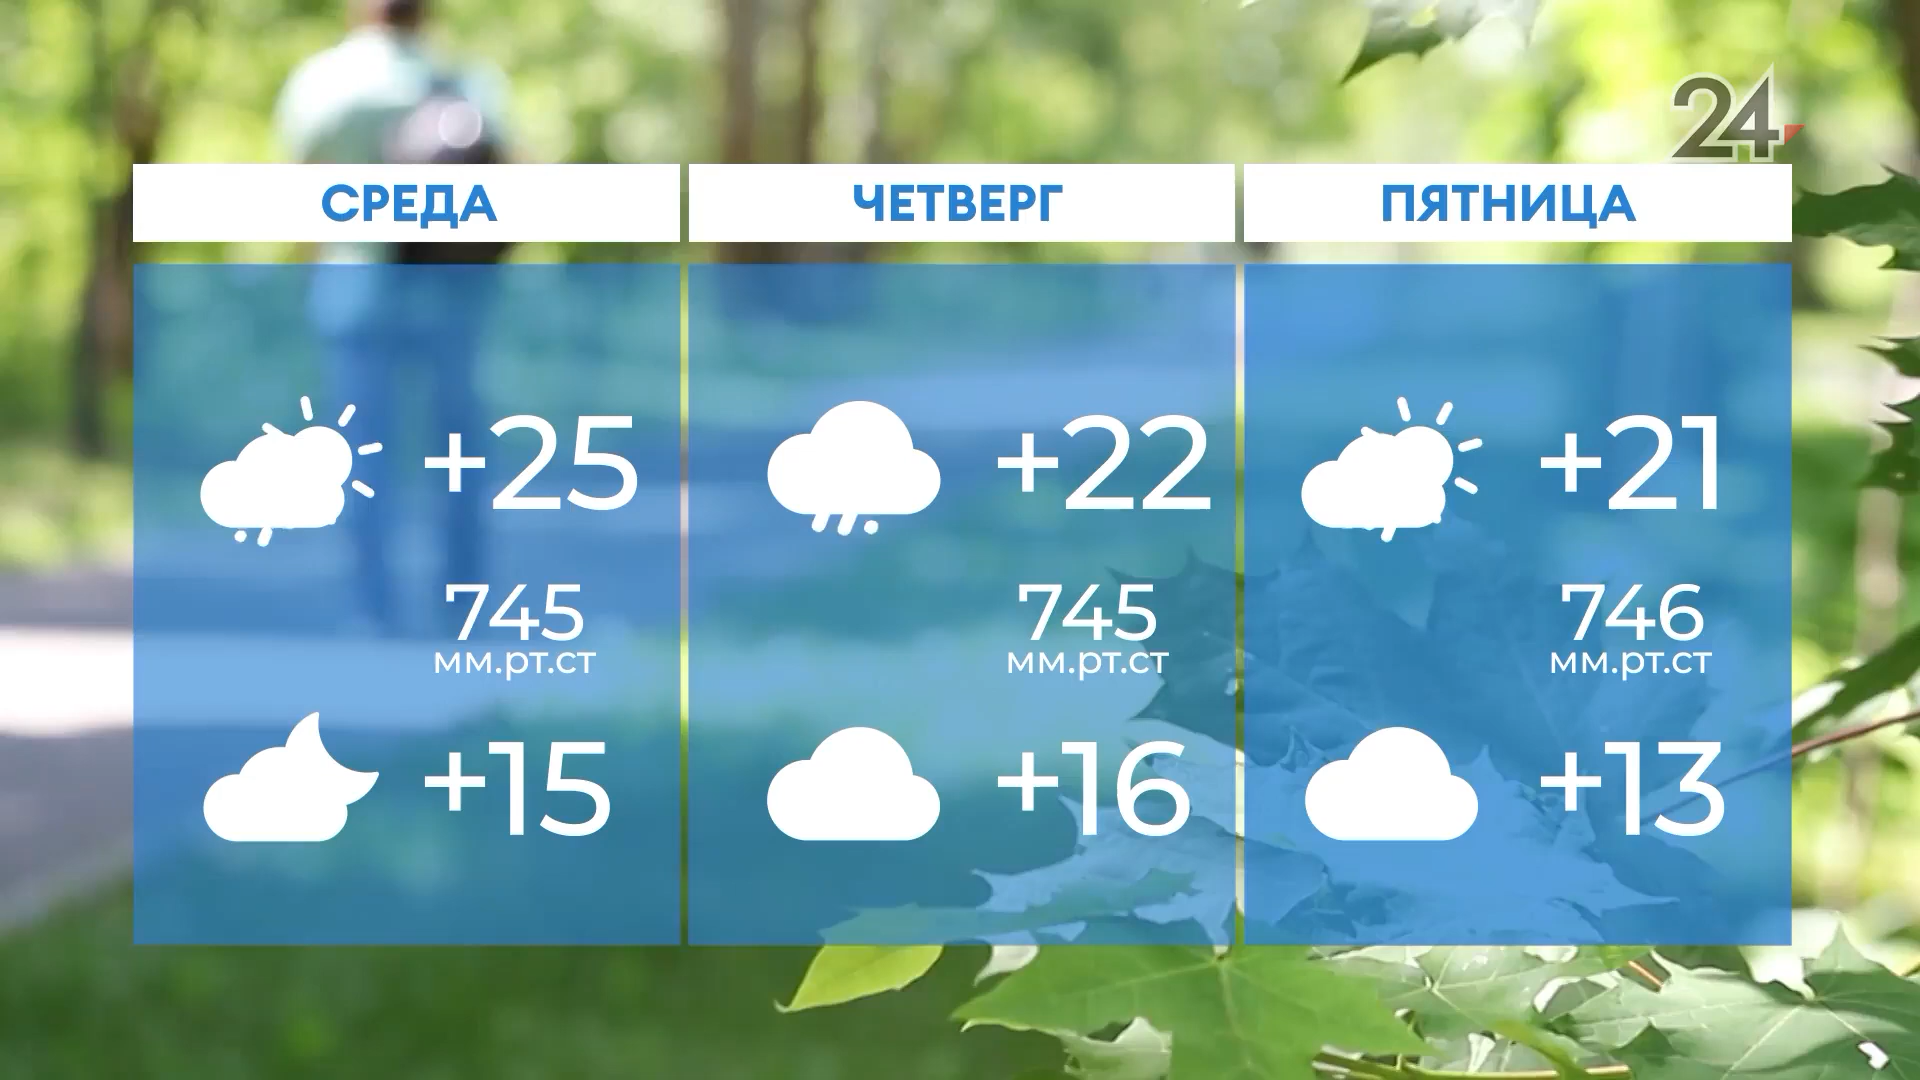 24
СРЕДА
ЧЕТВЕРГ
ПЯТНИЦА
+25
+22
+21
745
мм.рт.ст
745
мм.рт.ст
746
мм.рт.ст
+15
+16
+13